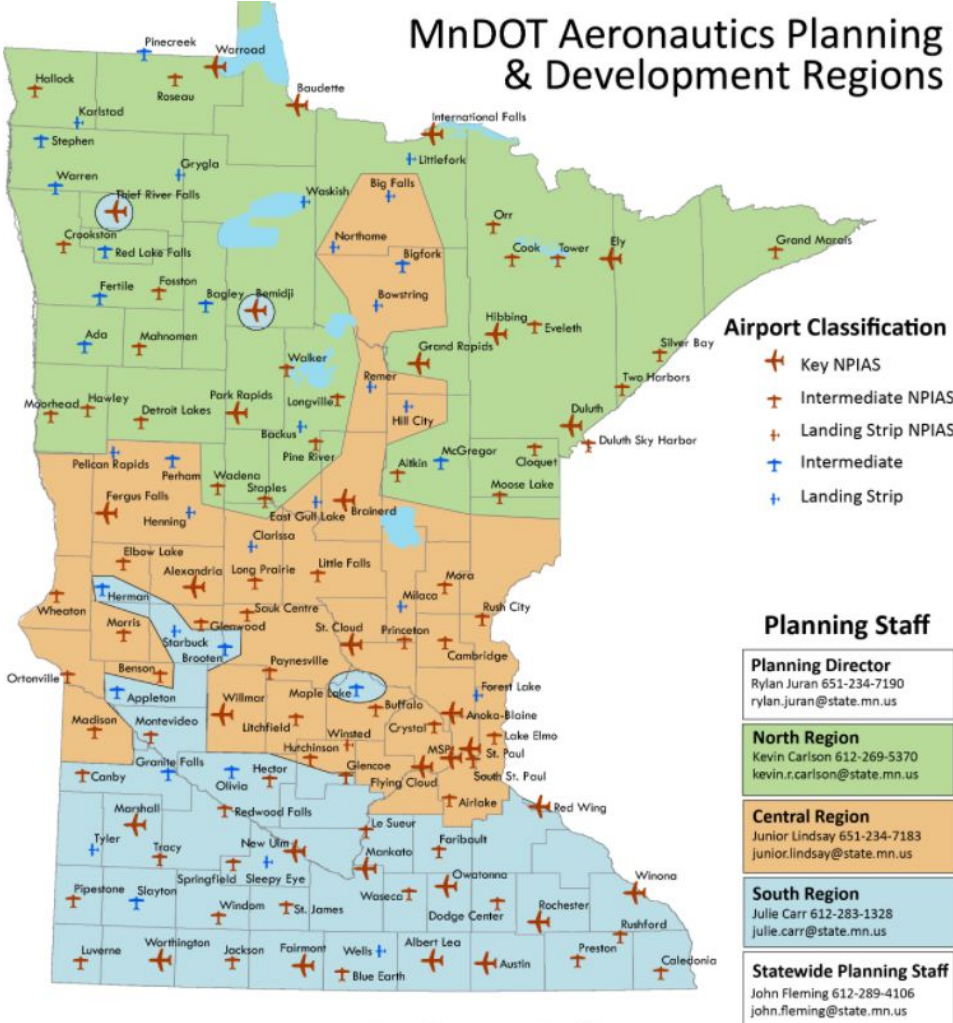 MnDOT Aeronautics Planning
& Development Regions
Pinecreek
Warroad
Hallock
Roseau
Baudette
Karlstad
International Falls
Stephen
Littlefork
Grygla
Warren
Big Falls
Waskish
Thief River Falls
Orr
Crookston
Northome
Red Lake Falls
Cook
Tower
Ely
Grand Marais
Bigfork
Fosston
Fertile
Bagley
Bemidji
Bowstring
Hibbing
Eveleth
Ada
Mahnomen
Grand Rapids
Silver Bay
Walker
Remer
Two Harbors
Moorhead
Hawley
Detroit Lakes
Park Rapids
Longville
Hill City
Duluth
Backus
Duluth Sky Harbor
Pine River
McGregor
Cloquet
Pelican Rapids
Perham
Aitkin
Wadena
Moose Lake
Staples
Fergus Falls
Henning
East Gull Lake
Brainerd
Clarissa
Elbow Lake
Alexandria
Long Prairie
Little Falls
Mora
Herman
Wheaton
Milaca
Rush City
Morris
Glenwood
Sauk Centre
St. Cloud
Princeton
Starbuck
Brooten
Cambridge
Benson
Paynesville
Ortonville
Appleton
Maple Lake
Forest Lake
Willmar
Buffalo
Madison
Montevideo
Litchfield
Crystal
Anoka-Blaine
Winsted
Lake Elmo
Hutchinson
MSP
St. Paul
Granite Falls
Hector
Glencoe
Canby
Olivia
Flying Cloud
South St. Paul
Airlake
Red Wing
Marshall
Redwood Falls
Le Sueur
Tyler
Tracy
New Ulm
Mankato
Faribault
Springfield
Sleepy Eye
Owatonna
Winona
Pipestone
Slayton
Waseca
Windom
St. James
Dodge Center
Rochester
Rushford
Luverne
Worthington
Jackson
Fairmont
Wells
Albert Lea
Austin
Preston
Blue Earth
Caledonia
Airport Classification
Key NPIAS
Intermediate NPIAS
Landing Strip NPIAS
Intermediate
Landing Strip
Planning Staff
Planning Director
Rylan Juran 651-234-7190
rylan.juran@state.mn.us
North Region
Kevin Carlson 612-269-5370
kevin.r.carlson@state.mn.us
Central Region
Junior Lindsay 651-234-7183
junior.lindsay@state.mn.us
South Region
Julie Carr 612-283-1328
julie.carr@state.mn.us
Statewide Planning Staff
John Fleming 612-289-4106
john.fleming@state.mn.us